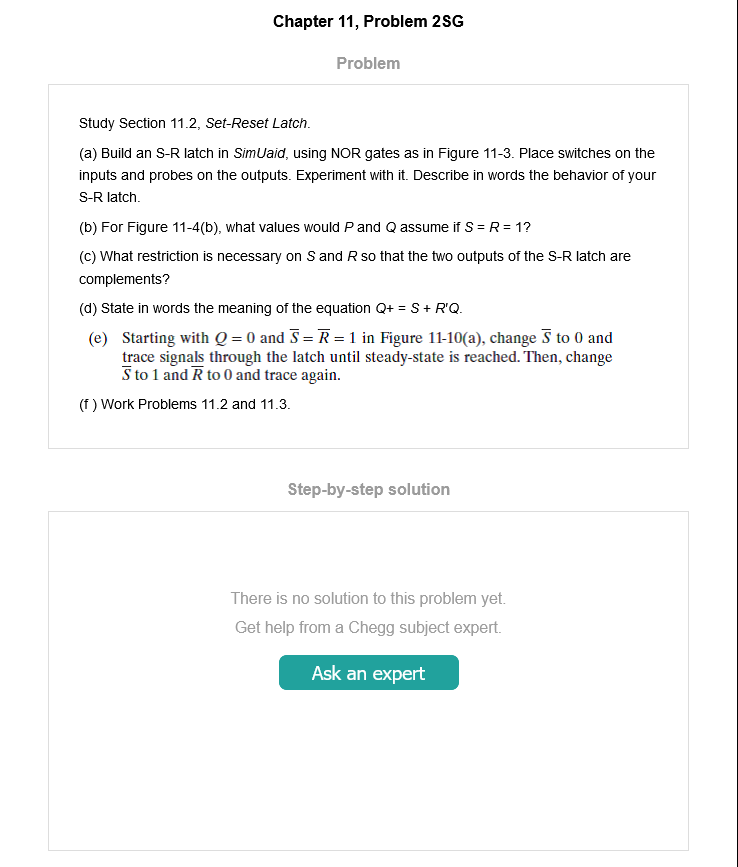 Chapter 11, Problem 2SG
Problem
Study Section 11.2, Set-Reset Latch.
(a) Build an S-R latch in SimUaid, using NOR gates as in Figure 11-3. Place switches on the
inputs and probes on the outputs. Experiment with it. Describe in words the behavior of your
S-R latch.
(b) For Figure 11-4(b), what values would P and Q assume if S = R = 1?
(c) What restriction is necessary on S and R so that the two outputs of the S-R latch are
complements?
(d) State in words the meaning of the equation Q+ = S + R'Q.
(e) Starting with Q = 0 and S̅ = R̅ = 1 in Figure 11-10(a), change S̅ to 0 and
trace signals through the latch until steady-state is reached. Then, change
S̅ to 1 and R̅ to 0 and trace again.
(f ) Work Problems 11.2 and 11.3.
Step-by-step solution
There is no solution to this problem yet.
Get help from a Chegg subject expert.
Ask an expert